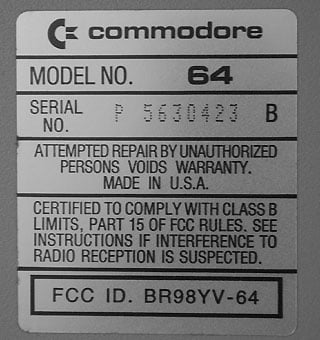 commodore
MODEL NO. 64
SERIAL NO. P 5630423 B
ATTEMPTED REPAIR BY UNAUTHORIZED
PERSONS VOIDS WARRANTY.
MADE IN U.S.A.
CERTIFIED TO COMPLY WITH CLASS B
LIMITS, PART 15 OF FCC RULES. SEE
INSTRUCTIONS IF INTERFERENCE TO
RADIO RECEPTION IS SUSPECTED.
FCC ID. BR98YV-64